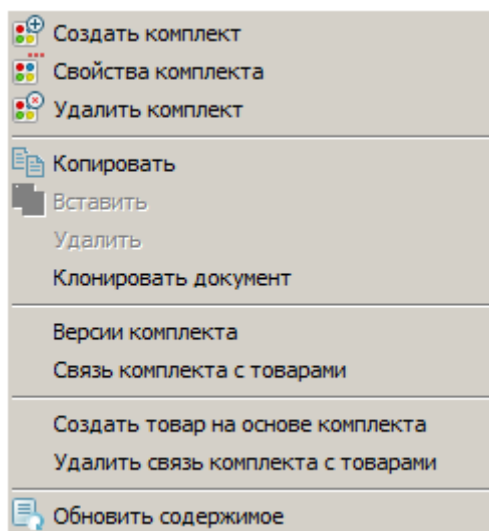 Создать комплект
Свойства комплекта
Удалить комплект
Копировать
Вставить
Удалить
Клонировать документ
Версии комплекта
Связь комплекта с товарами
Создать товар на основе комплекта
Удалить связь комплекта с товарами
Обновить содержимое